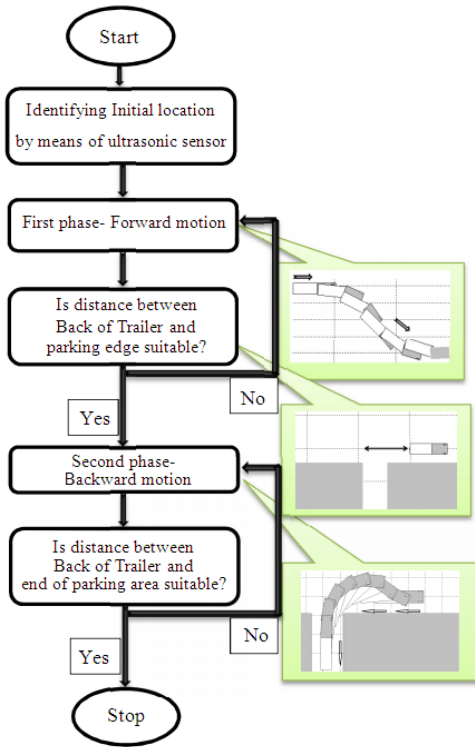 Start
Identifying Initial location
by means of ultrasonic sensor
First phase- Forward motion
Is distance between
Back of Trailer and
parking edge suitable?
No
Yes
Second phase-
Backward motion
Is distance between
Back of Trailer and
end of parking area suitable?
No
Yes
Stop